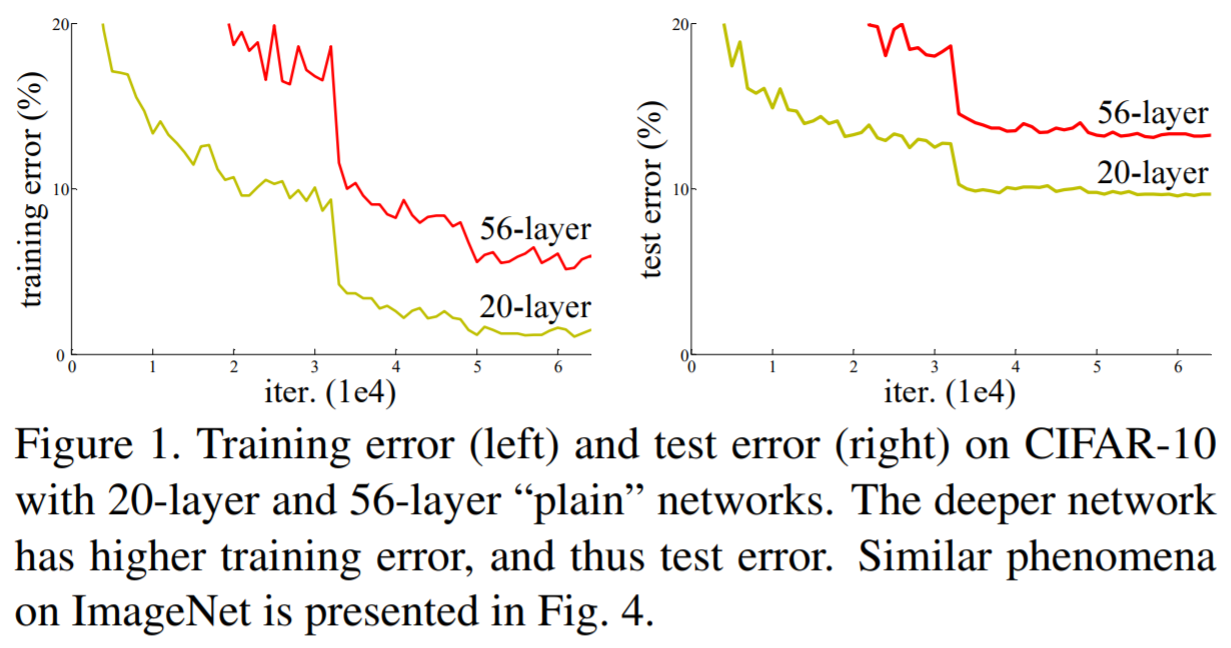 training error (%)
20
10
0
56-layer
20-layer
0 1 2 3 4 5 6
iter. (1e4)
test error (%)
20
10
0
56-layer
20-layer
0 1 2 3 4 5 6
iter. (1e4)
Figure 1. Training error (left) and test error (right) on CIFAR-10
with 20-layer and 56-layer “plain” networks. The deeper network
has higher training error, and thus test error. Similar phenomena
on ImageNet is presented in Fig. 4.